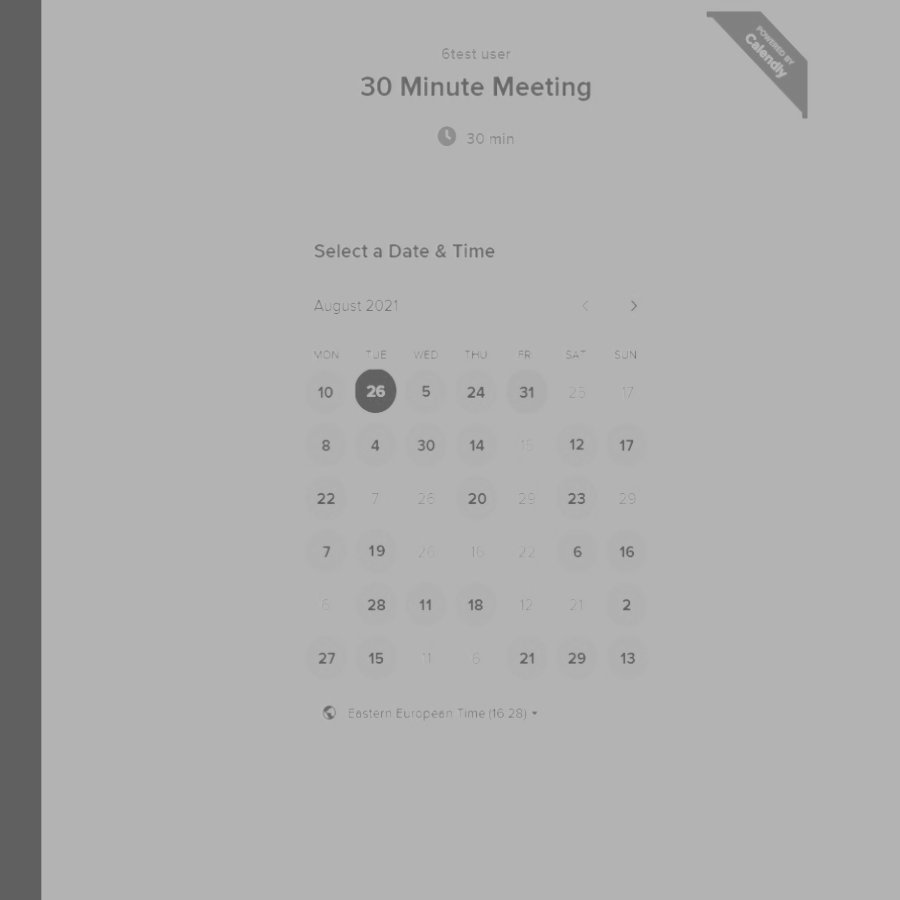 POWERED BY
Calendly
6test user
30 Minute Meeting
30 min
Select a Date & Time
August 2021
MON TUE WED THU FR SAT SUN
10 26 5 24 31 25 17
8 4 30 14 15 12 17
22 7 26 20 29 23 29
7 19 26 16 22 6 16
6 28 11 18 12 21 2
27 15 11 6 21 29 13
Eastern European Time (16:28)